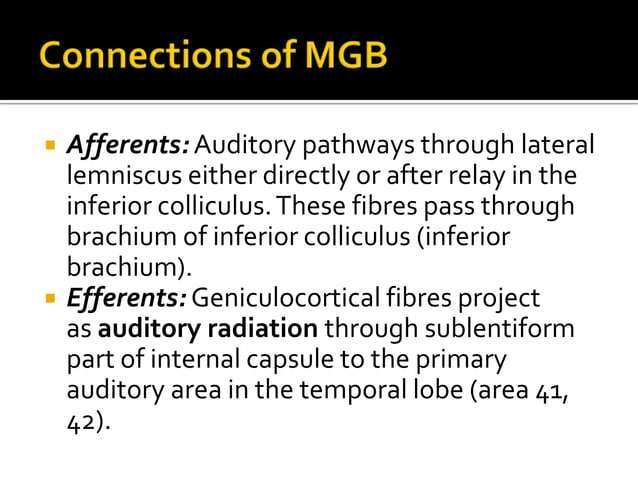 Connections of MGB
Afferents: Auditory pathways through lateral
lemniscus either directly or after relay in the
inferior colliculus. These fibres pass through
brachium of inferior colliculus (inferior
brachium).
Efferents: Geniculocortical fibres project
as auditory radiation through sublentiform
part of internal capsule to the primary
auditory area in the temporal lobe (area 41,
42).